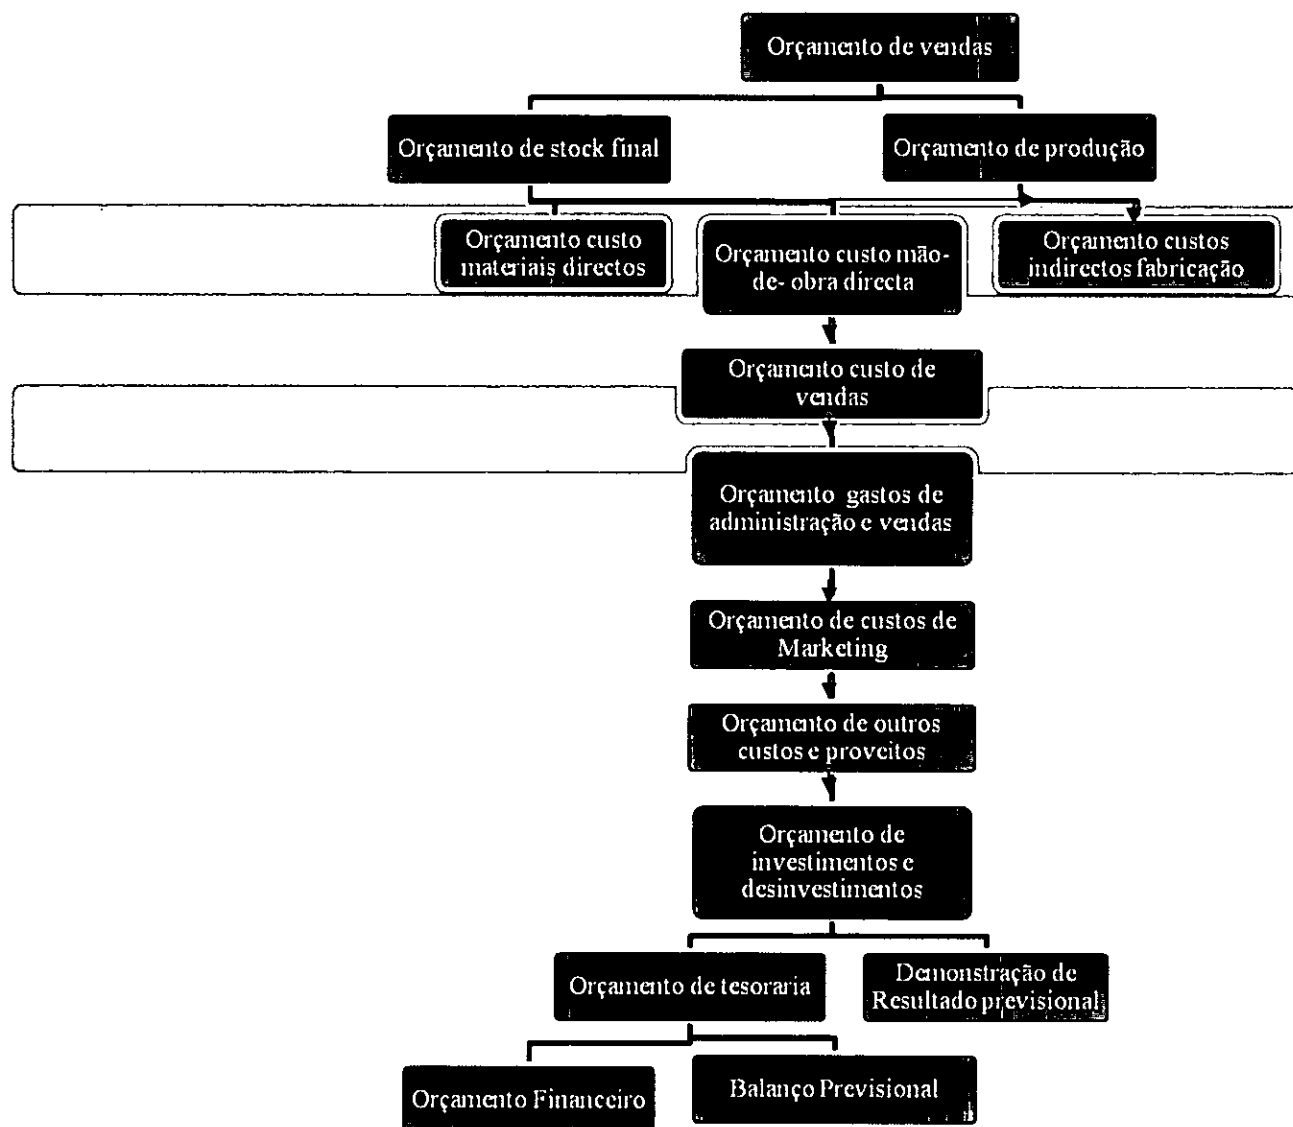 Orçamento de vendas
Orçamento de stock final
Orçamento de produção
Orçamento custo
materiais directos
Orçamento custo mão-
de- obra directa
Orçamento custos
indirectos fabricação
Orçamento custo de
vendas
Orçamento gastos de
administração e vendas
Orçamento de custos de
Marketing
Orçamento de outros
custos e proveitos
Orçamento de
investimentos e
desinvestimentos
Orçamento de tesoraria
Demonstração de
Resultado previsional
Orçamento Financeiro
Balanço Previsional